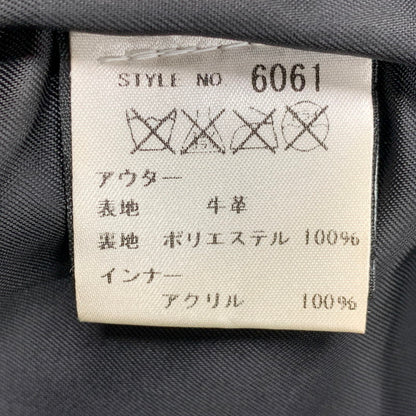 STYLE NO 6061
アウター
表地 牛革
裏地 ポリエステル 100%
インナー
アクリル 100%